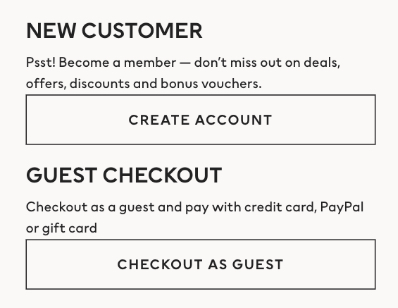 NEW CUSTOMER
Psst! Become a member — don't miss out on deals,
offers, discounts and bonus vouchers.
CREATE ACCOUNT
GUEST CHECKOUT
Checkout as a guest and pay with credit card, PayPal
or gift card
CHECKOUT AS GUEST